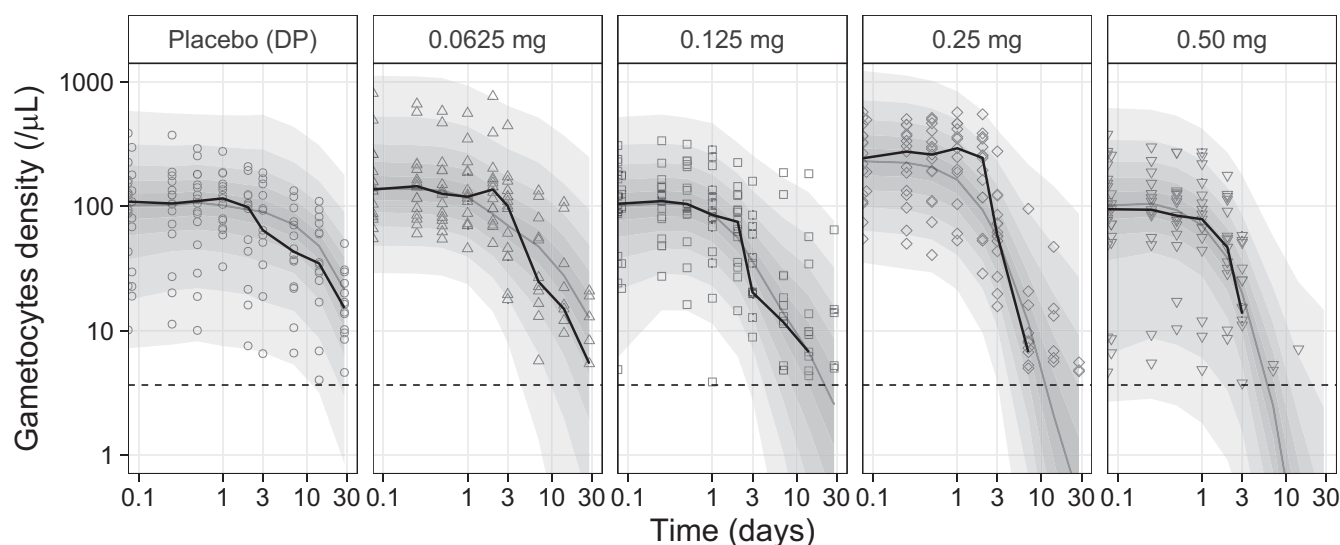 Placebo (DP) 0.0625 mg 0.125 mg 0.25 mg 0.50 mg
Gametocytes density (/μL)
1000
100
10
1
0.1 1 3 10 30 0.1 1 3 10 30 0.1 1 3 10 30 0.1 1 3 10 30 0.1 1 3 10 30
Time (days)